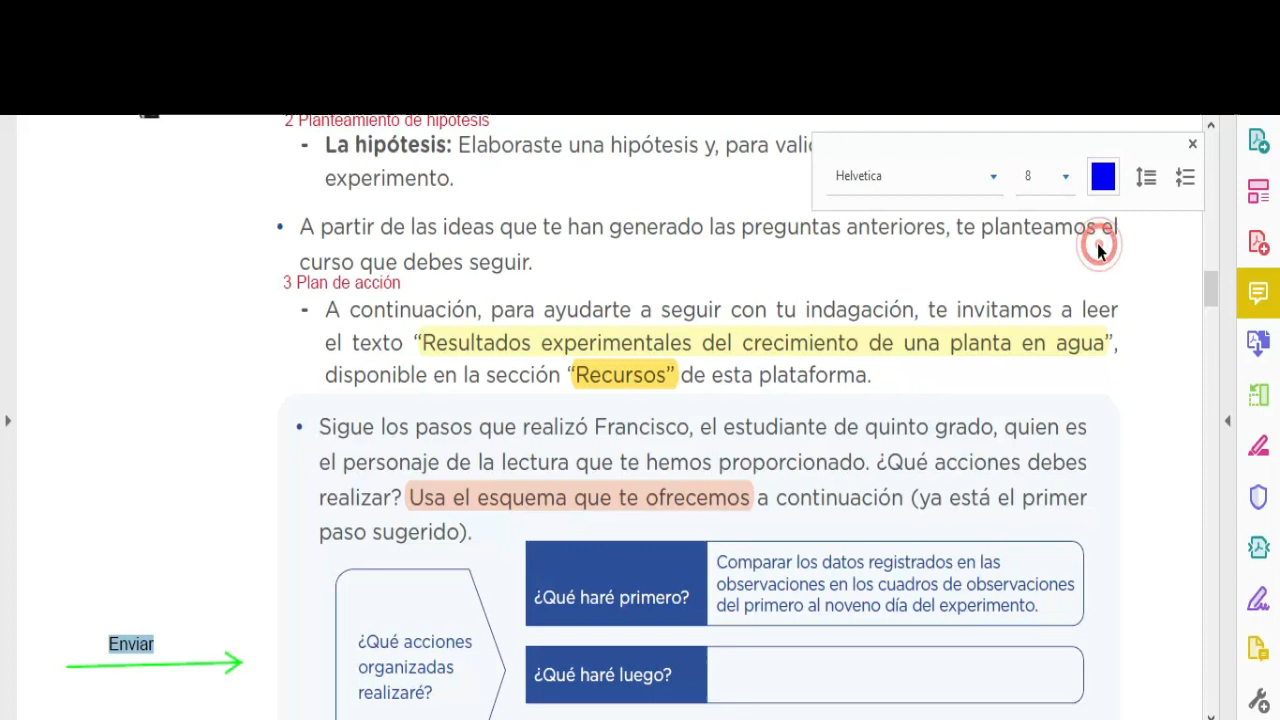 2 Planteamiento de hipótesis
- La hipótesis: Elaboraste una hipótesis y, para
experimento.
Helvetica 8
• A partir de las ideas que te han generado las preguntas anteriores, te planteamos el
curso que debes seguir.
3 Plan de acción
- A continuación, para ayudarte a seguir con tu indagación, te invitamos a leer
el texto “Resultados experimentales del crecimiento de una planta en agua”,
disponible en la sección “Recursos” de esta plataforma.
• Sigue los pasos que realizó Francisco, el estudiante de quinto grado, quien es
el personaje de la lectura que te hemos proporcionado. ¿Qué acciones debes
realizar? Usa el esquema que te ofrecemos a continuación (ya está el primer
paso sugerido).
¿Qué haré primero?
Comparar los datos registrados en las
observaciones en los cuadros de observaciones
del primero al noveno día del experimento.
Enviar
¿Qué acciones
organizadas
realizaré?
¿Qué haré luego?